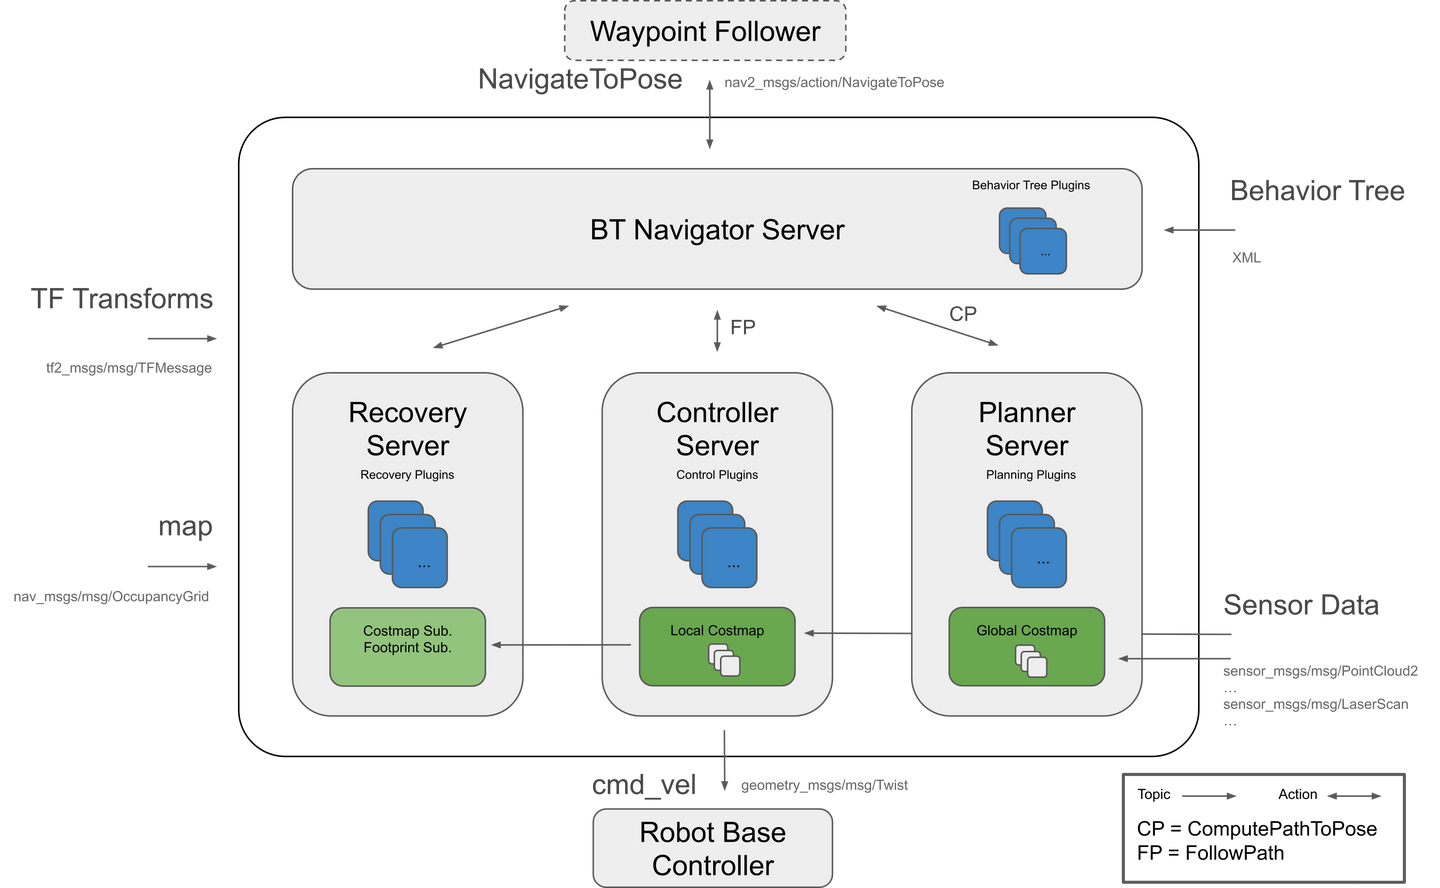 Waypoint Follower
NavigateToPose
nav2_msgs/action/NavigateToPose
Behavior Tree Plugins
BT Navigator Server
...
Behavior Tree
XML
TF Transforms
tf2_msgs/msg/TFMessage
FP
CP
Recovery
Server
Recovery Plugins
...
Costmap Sub.
Footprint Sub.
Controller
Server
Control Plugins
...
Local Costmap
Planner
Server
Planning Plugins
...
Global Costmap
map
nav_msgs/msg/OccupancyGrid
Sensor Data
sensor_msgs/msg/PointCloud2
...
sensor_msgs/msg/LaserScan
...
cmd_vel
geometry_msgs/msg/Twist
Robot Base
Controller
Topic
Action
CP = ComputePathToPose
FP = FollowPath